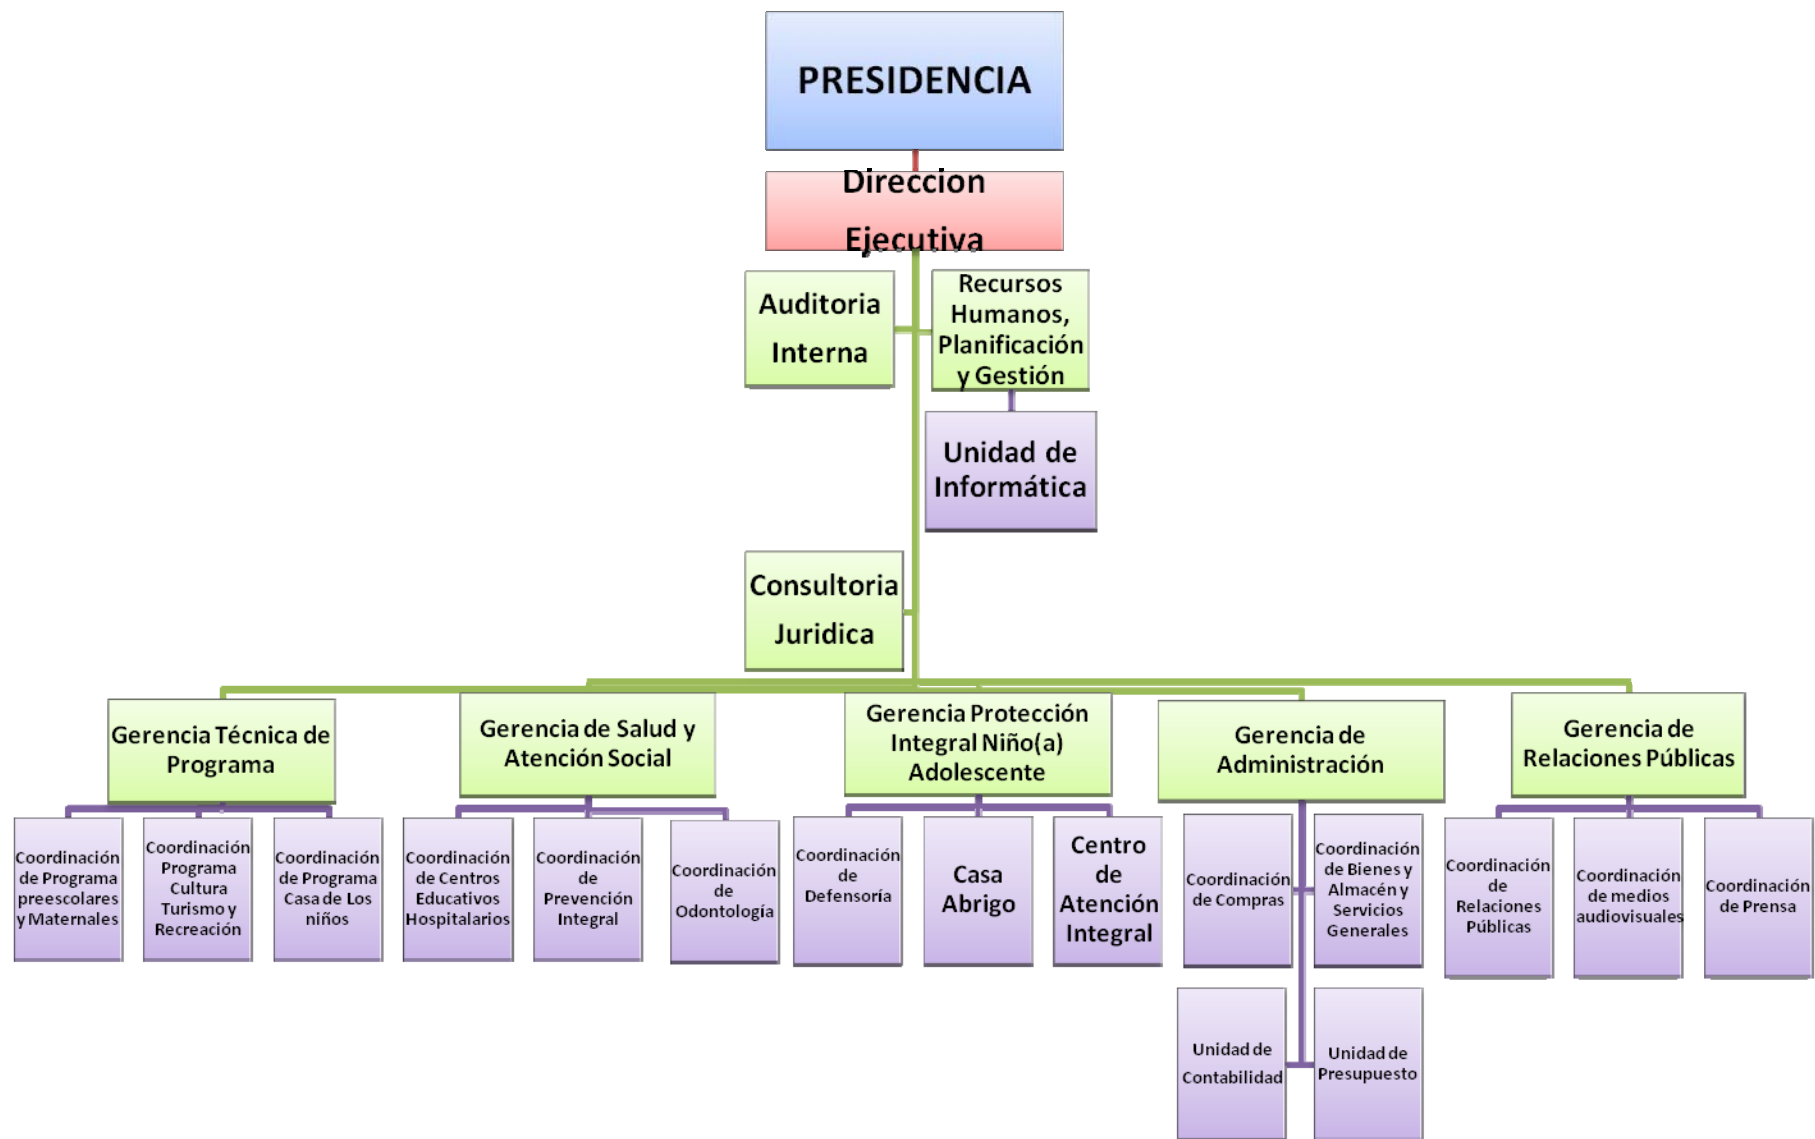 PRESIDENCIA
Direccion
Ejecutiva
Auditoria
Interna
Recursos
Humanos,
Planificación
y Gestión
Unidad de
Informática
Consultoria
Juridica
Gerencia Técnica de
Programa
Gerencia de Salud y
Atención Social
Gerencia Protección
Integral Niño(a)
Adolescente
Gerencia de
Administración
Gerencia de
Relaciones Públicas
Coordinación
de Programa
preescolares
y Maternales
Coordinación
Programa
Cultura
Turismo y
Recreación
Coordinación
de Programa
Casa de Los
niños
Coordinación
de Centros
Educativos
Hospitalarios
Coordinación
de
Prevención
Integral
Coordinación
de
Odontología
Coordinación
de
Defensoría
Casa
Abrigo
Centro
de
Atención
Integral
Coordinación
de Compras
Coordinación
de Bienes y
Almacén y
Servicios
Generales
Coordinación
de
Relaciones
Públicas
Coordinación
de medios
audiovisuales
Coordinación
de Prensa
Unidad de
Contabilidad
Unidad de
Presupuesto